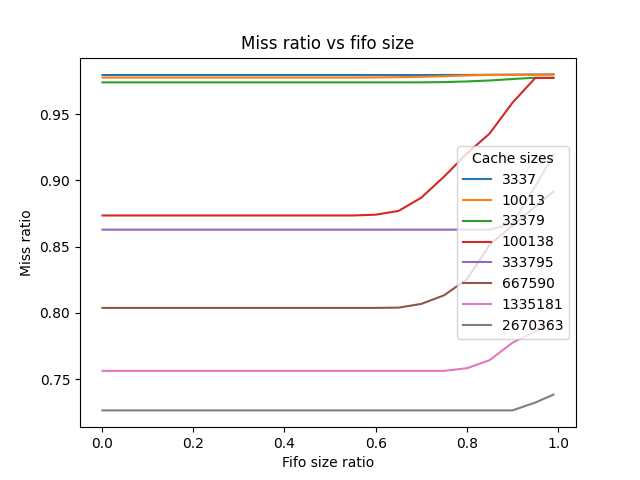 Miss ratio vs fifo size
Miss ratio
0.95
0.90
0.85
0.80
0.75
Cache sizes
3337
10013
33379
100138
333795
667590
1335181
2670363
0.0 0.2 0.4 0.6 0.8 1.0
Fifo size ratio